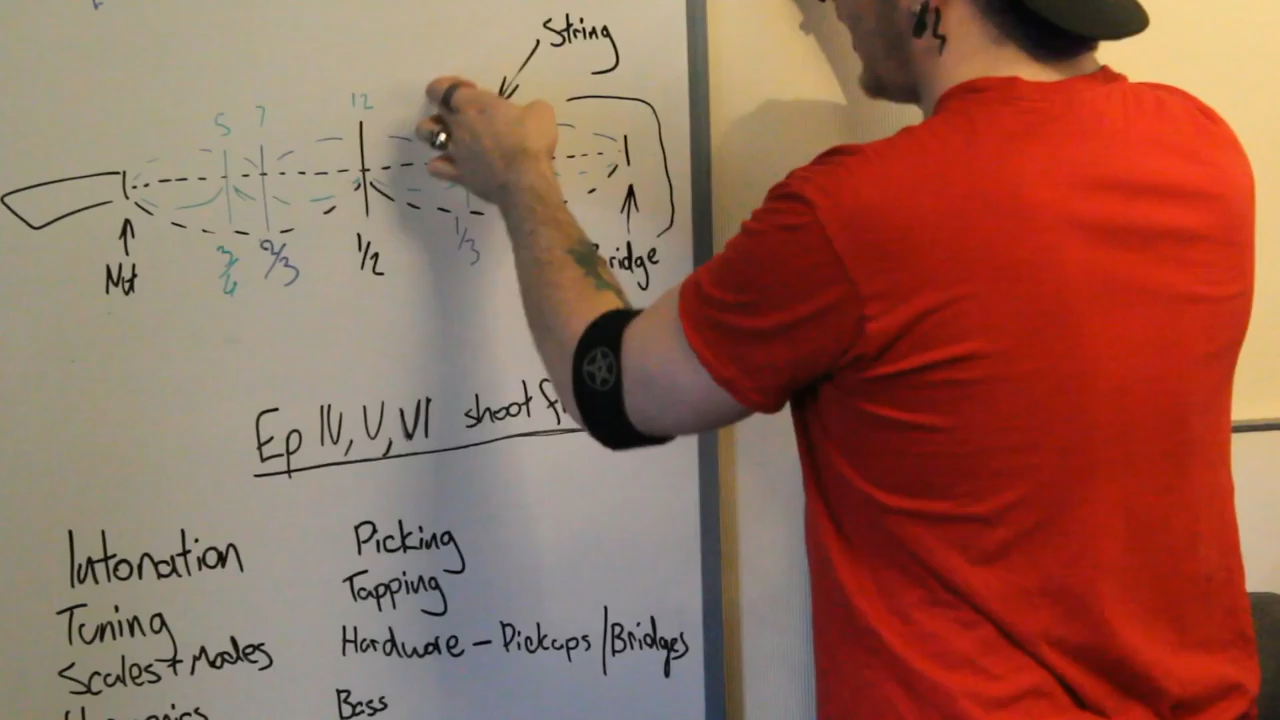 String
5 7 12
Nut
3/4 2/3 1/2 1/3
ridge
Ep IV, V, VI shoot f
Intonation
Tuning
Scales + Modes
Picking
Tapping
Hardware - Pickups / Bridges
Bass